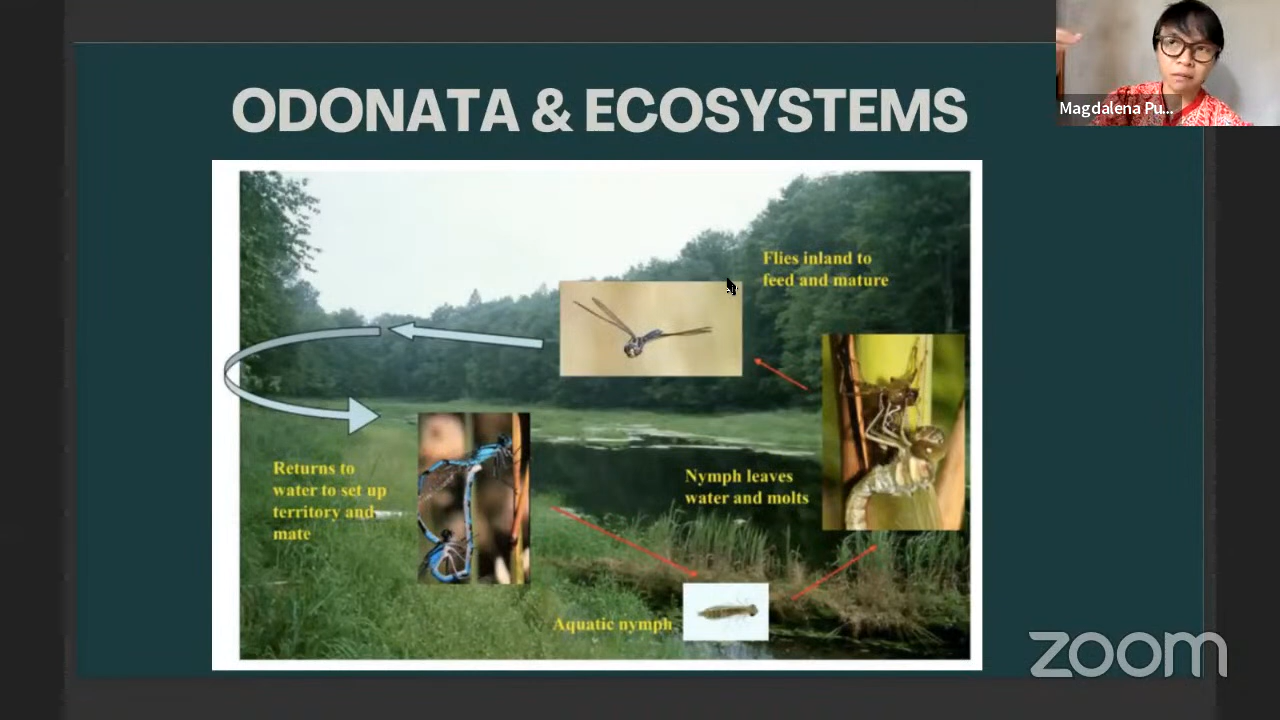 ODONATA & ECOSYSTEMS
Magdalena Pu...
Flies inland to
feed and mature
Returns to
water to set up
territory and
mate
Nymph leaves
water and molts
Aquatic nymph
zoom